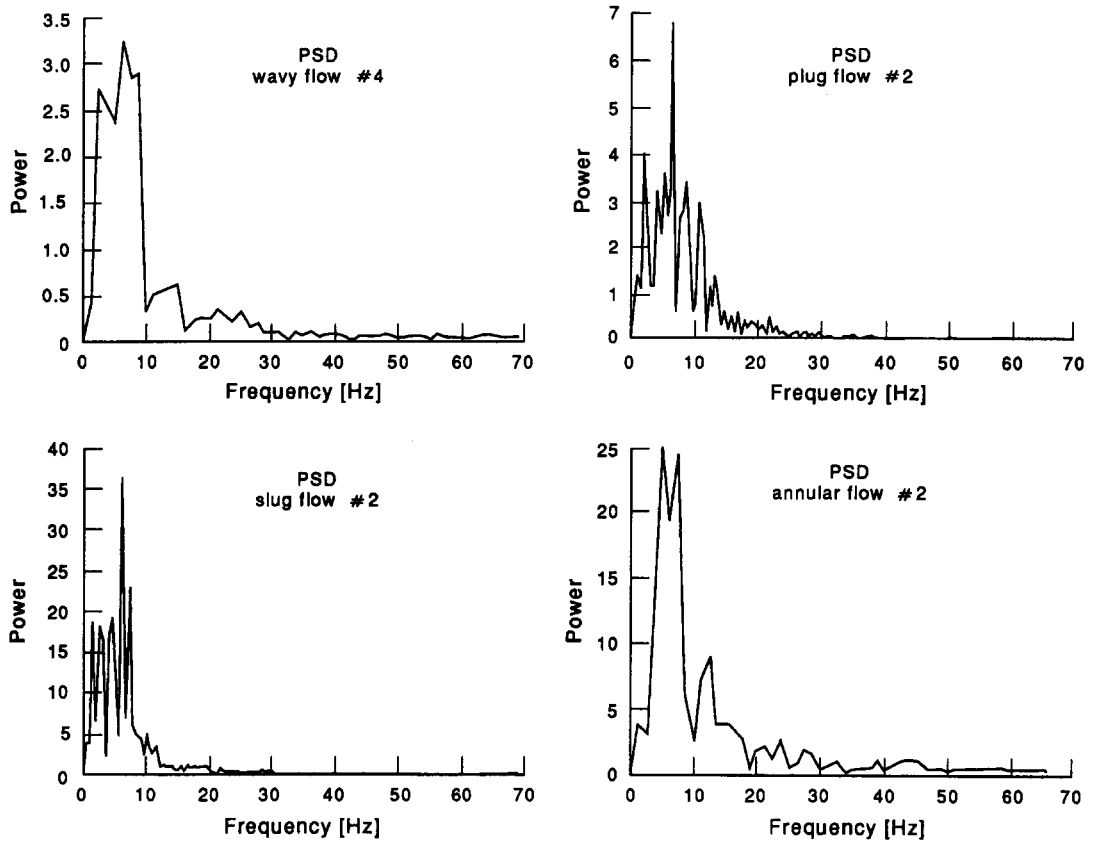 PSD
wavy flow #4
3.5
3.0
2.5
2.0
1.5
1.0
0.5
0
Power
0 10 20 30 40 50 60 70
Frequency [Hz]
PSD
plug flow #2
7
6
5
4
3
2
1
0
Power
0 10 20 30 40 50 60 70
Frequency [Hz]
PSD
slug flow #2
40
35
30
25
20
15
10
5
0
Power
0 10 20 30 40 50 60 70
Frequency [Hz]
PSD
annular flow #2
25
20
15
10
5
0
Power
0 10 20 30 40 50 60 70
Frequency [Hz]